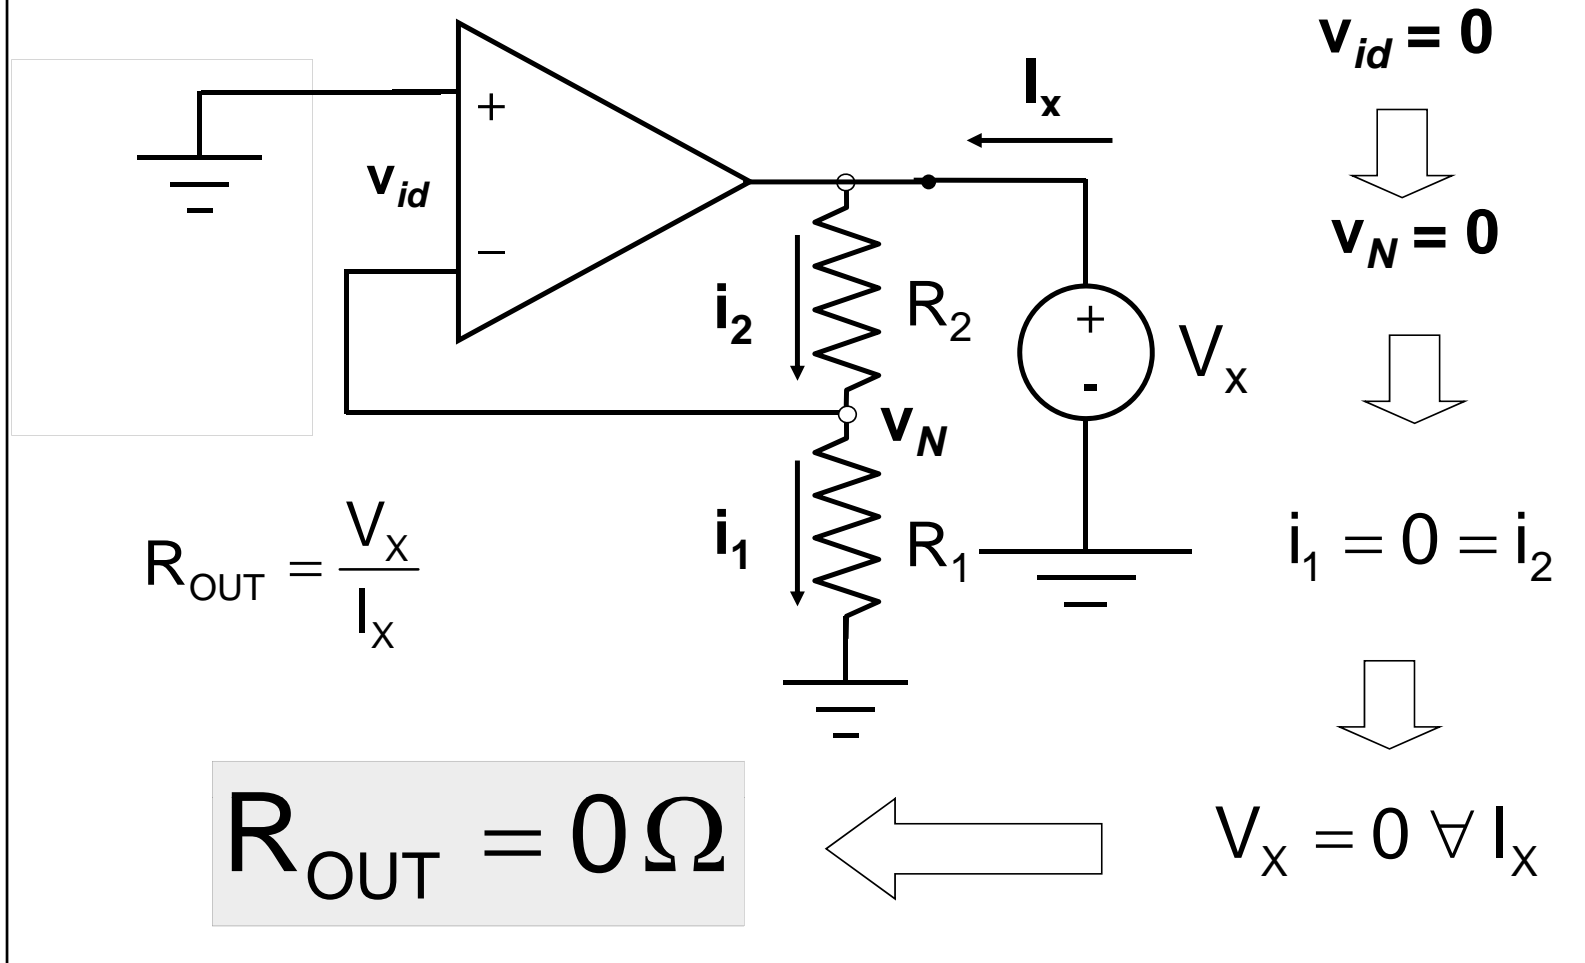 v_id = 0
I_x
+
v_id
−
v_N = 0
i_2
R_2
+
-
V_x
v_N
R_OUT = V_X / I_X
i_1
R_1
i_1 = 0 = i_2
R_OUT = 0 Ω
V_X = 0 ∀ I_X